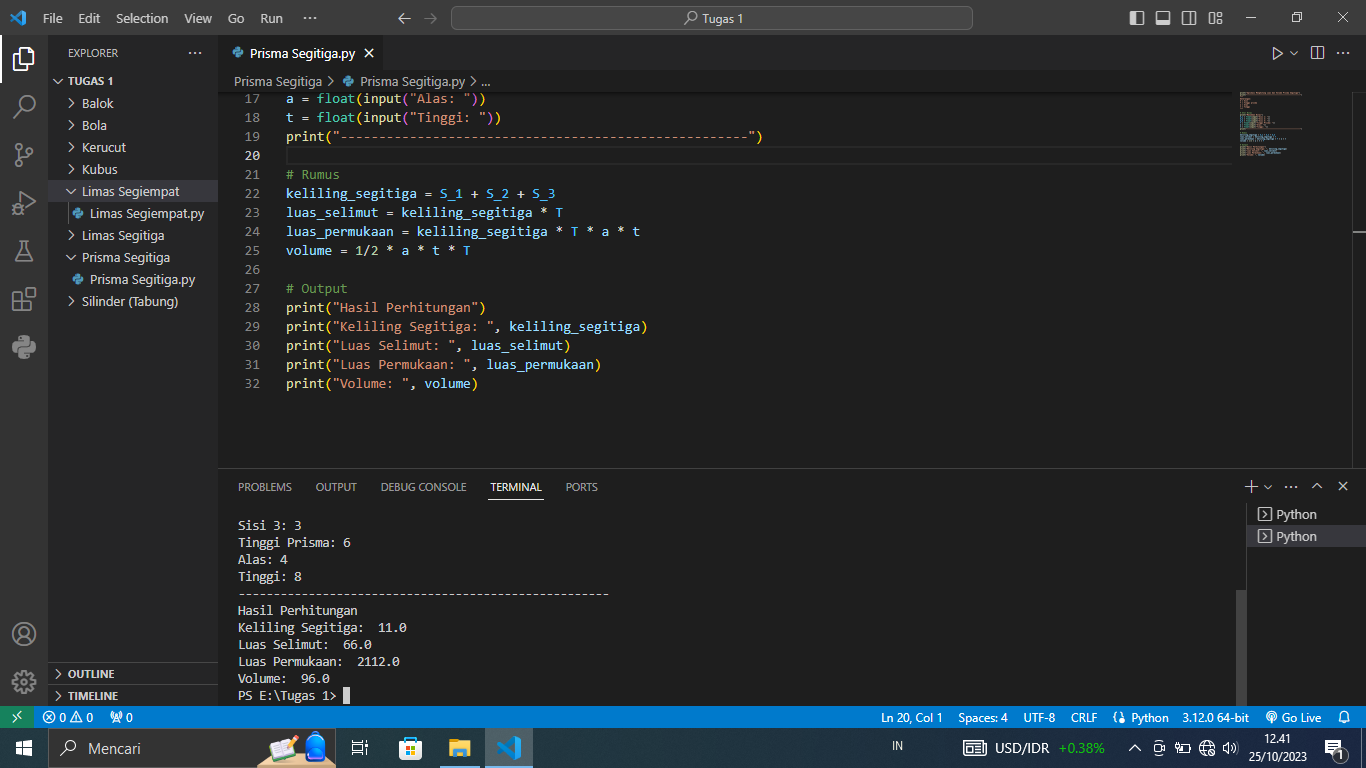 File Edit Selection View Go Run ···
Tugas 1
EXPLORER ···
TUGAS 1
Balok
Bola
Kerucut
Kubus
Limas Segiempat
Limas Segiempat.py
Limas Segitiga
Prisma Segitiga
Prisma Segitiga.py
Silinder (Tabung)
OUTLINE
TIMELINE
Prisma Segitiga.py
Prisma Segitiga > Prisma Segitiga.py > ...
17 a = float(input("Alas: "))
18 t = float(input("Tinggi: "))
19 print("-----------------------------------------------------")
20
21 # Rumus
22 keliling_segitiga = S_1 + S_2 + S_3
23 luas_selimut = keliling_segitiga * T
24 luas_permukaan = keliling_segitiga * T * a * t
25 volume = 1/2 * a * t * T
26
27 # Output
28 print("Hasil Perhitungan")
29 print("Keliling Segitiga: ", keliling_segitiga)
30 print("Luas Selimut: ", luas_selimut)
31 print("Luas Permukaan: ", luas_permukaan)
32 print("Volume: ", volume)
PROBLEMS OUTPUT DEBUG CONSOLE TERMINAL PORTS
Sisi 3: 3
Tinggi Prisma: 6
Alas: 4
Tinggi: 8
-----------------------------------------------------
Hasil Perhitungan
Keliling Segitiga:  11.0
Luas Selimut:  66.0
Luas Permukaan:  2112.0
Volume:  96.0
PS E:\Tugas 1>
Python
Python
0 0 0 Ln 20, Col 1 Spaces: 4 UTF-8 CRLF Python 3.12.0 64-bit Go Live
Mencari IN USD/IDR +0.38% 12.41
25/10/2023 1